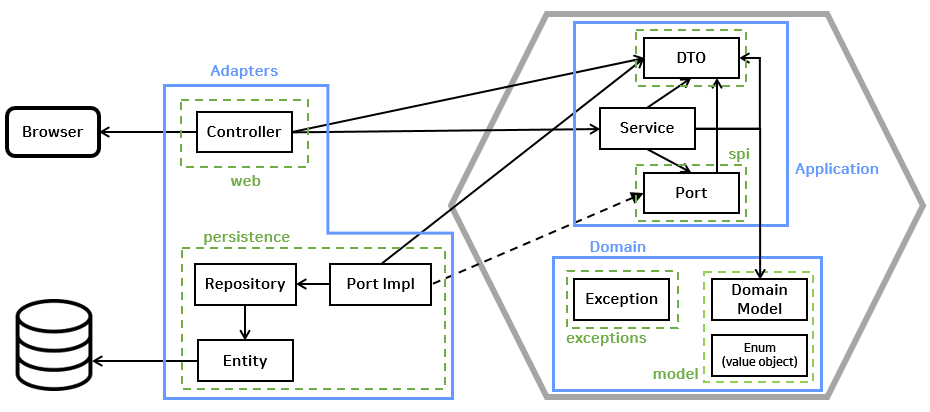 Adapters
Browser
Controller
web
persistence
Repository
Port Impl
Entity
DTO
Service
spi
Port
Application
Domain
Exception
exceptions
Domain
Model
Enum
(value object)
model